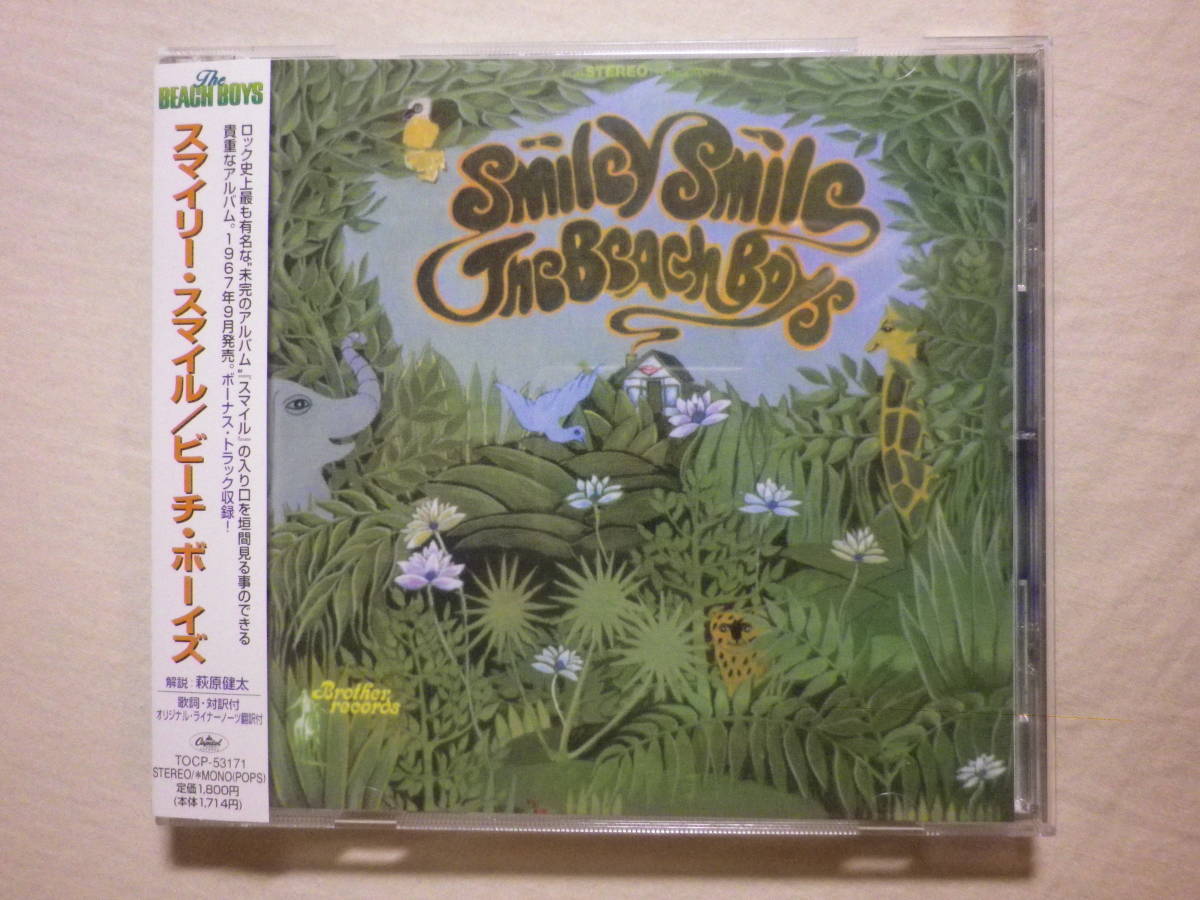 The
BEACH BOYS
スマイリー・スマイル/ビーチ・ボーイズ
ロック史上最も有名な“未完のアルバム”『スマイル』の入り口を垣間見る事のできる
貴重なアルバム。1967年9月発売。ボーナス・トラック収録!
解説:萩原健太
歌詞・対訳付
オリジナル・ライナーノーツ翻訳付
Capitol
TOCP-53171
STEREO/*MONO(POPS)
定価1,800円
(本体1,714円)
STEREO
Smiley Smile
The Beach Boys
Brother
records